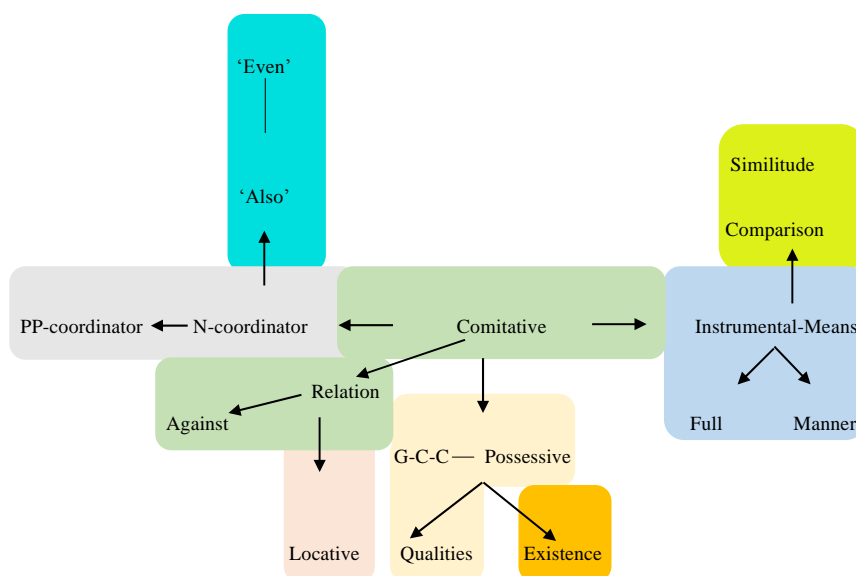 ‘Even’
Similitude
‘Also’
Comparison
PP-coordinator
N-coordinator
Comitative
Instrumental-Means
Relation
Against
Full
Manner
G-C-C
Possessive
Locative
Qualities
Existence